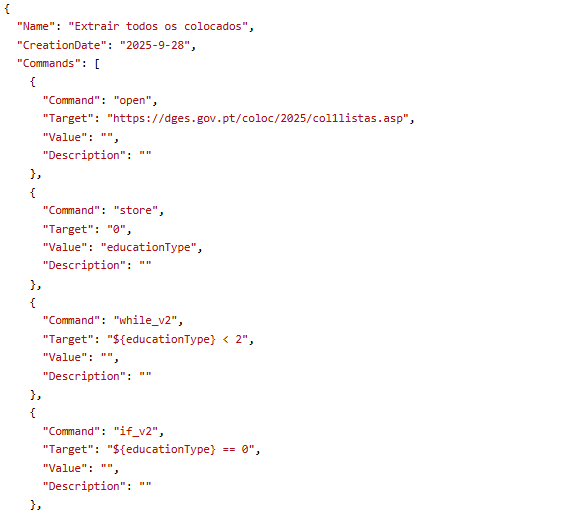 {
  "Name": "Extrair todos os colocados",
  "CreationDate": "2025-9-28",
  "Commands": [
    {
      "Command": "open",
      "Target": "https://dges.gov.pt/coloc/2025/col1listas.asp",
      "Value": "",
      "Description": ""
    },
    {
      "Command": "store",
      "Target": "0",
      "Value": "educationType",
      "Description": ""
    },
    {
      "Command": "while_v2",
      "Target": "${educationType} < 2",
      "Value": "",
      "Description": ""
    },
    {
      "Command": "if_v2",
      "Target": "${educationType} == 0",
      "Value": "",
      "Description": ""
    },